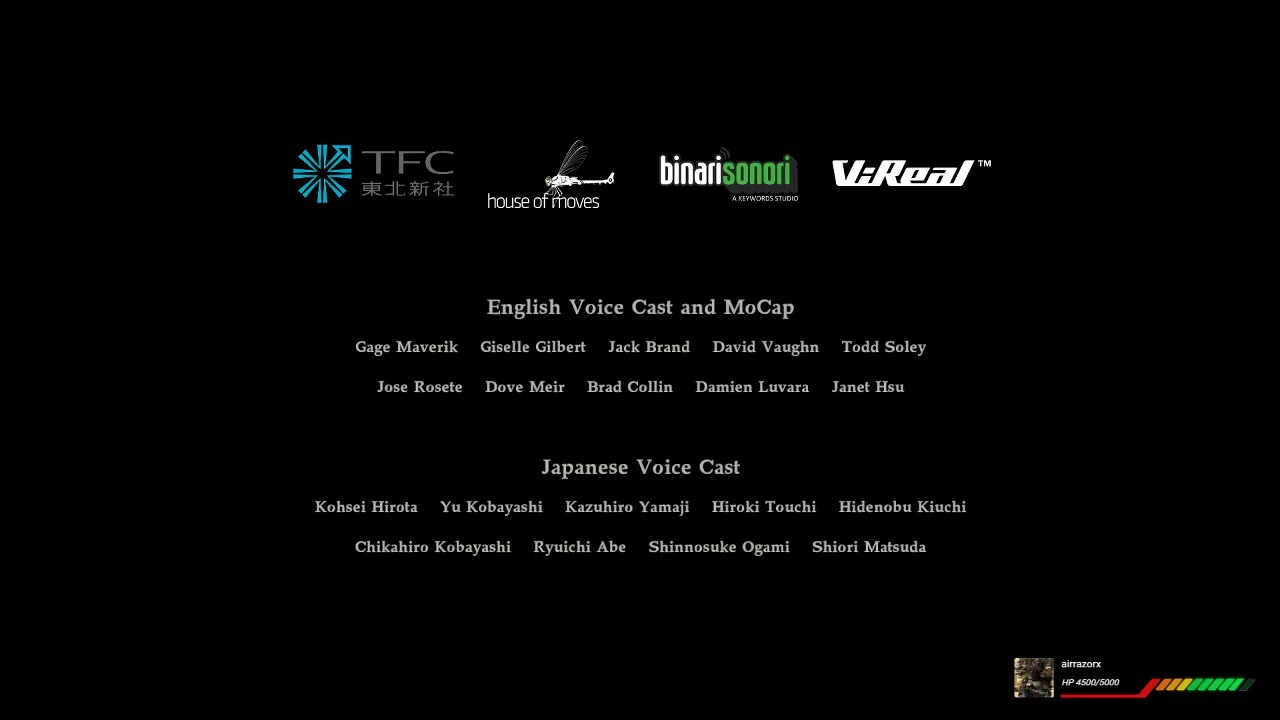 TFC
東北新社
house of moves
binarisonori
A KEYWORDS STUDIO
V:Real™
English Voice Cast and MoCap
Gage Maverik Giselle Gilbert Jack Brand David Vaughn Todd Soley
Jose Rosete Dove Meir Brad Collin Damien Luvara Janet Hsu
Japanese Voice Cast
Kohsei Hirota Yu Kobayashi Kazuhiro Yamaji Hiroki Touchi Hidenobu Kiuchi
Chikahiro Kobayashi Ryuichi Abe Shinnosuke Ogami Shiori Matsuda
airrazorx
HP 4500/5000